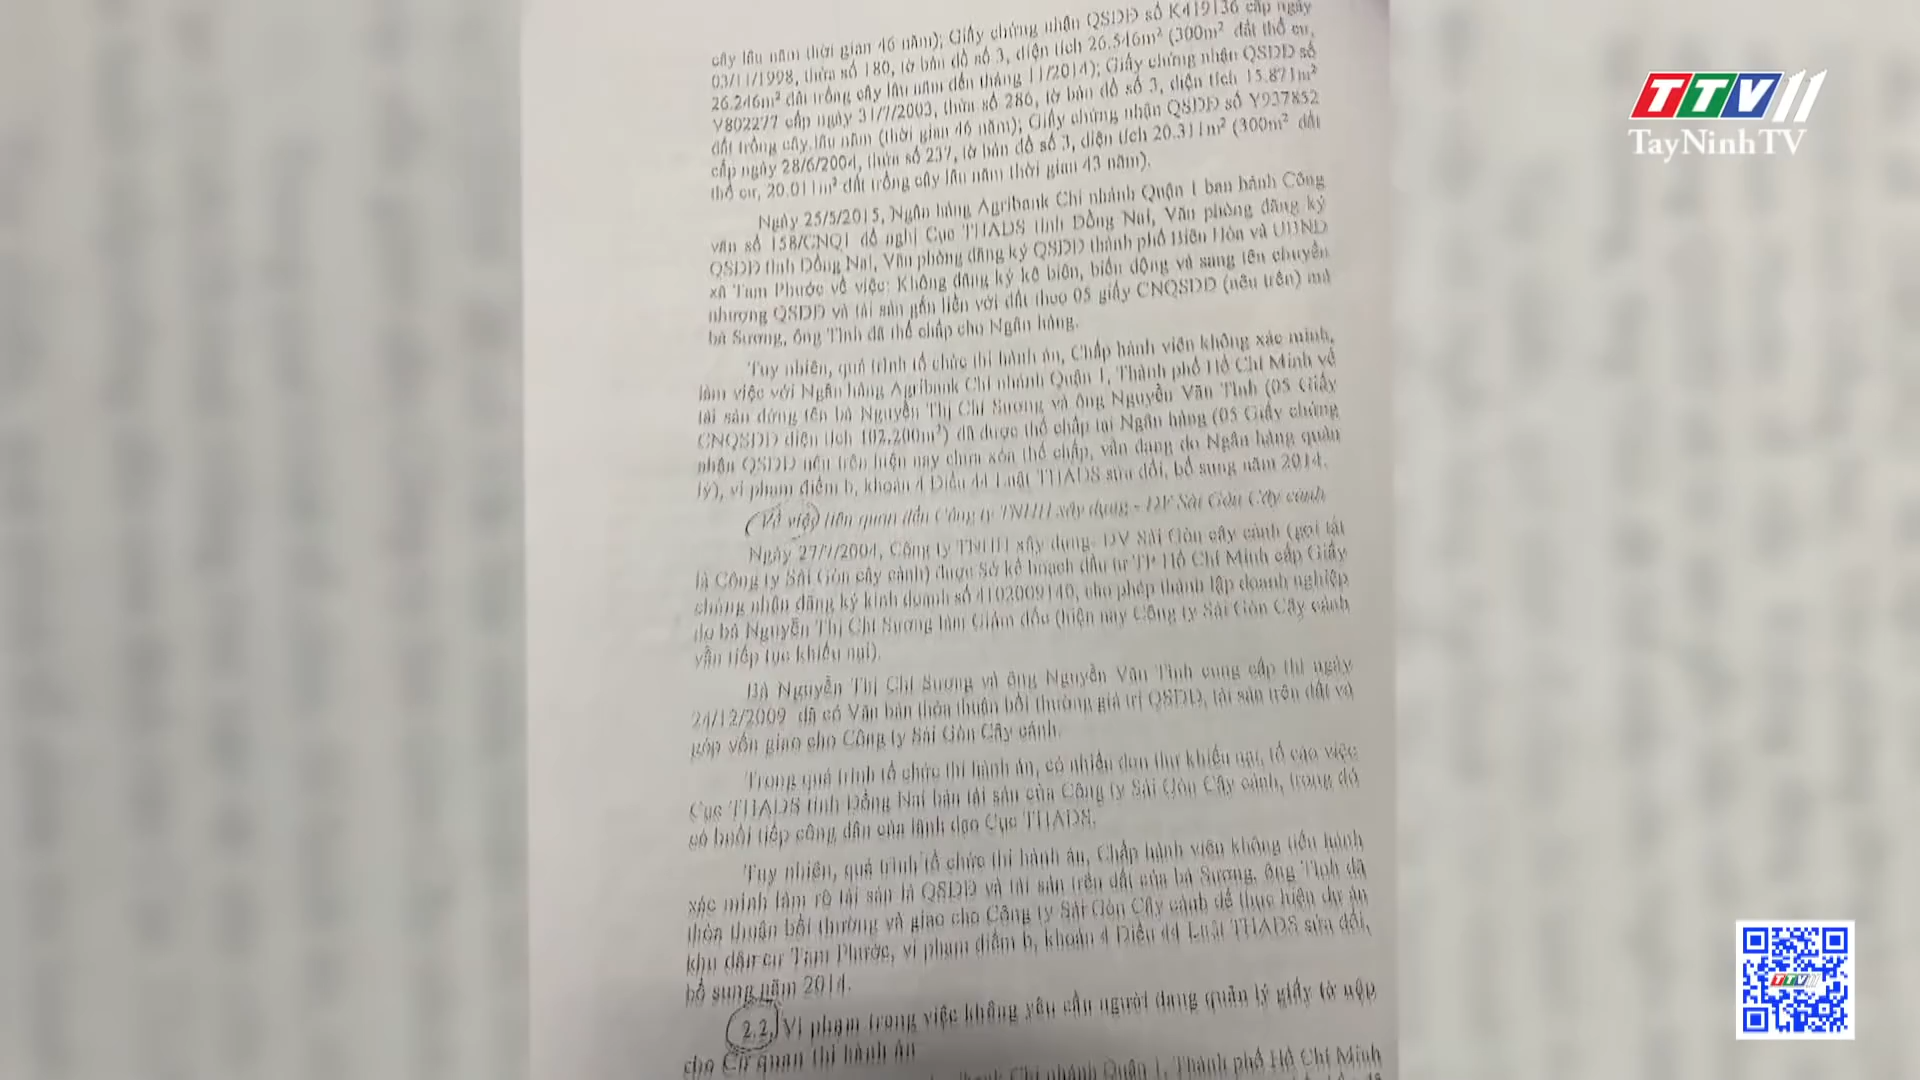 cây lâu năm thời gian 46 năm); Giấy chứng nhận QSDĐ số K419136 cấp ngày
03/11/1998, thửa số 180, tờ bản đồ số 3, diện tích 26.546m² (300m² đất thổ cư,
26.246m² đất trồng cây lâu năm đến tháng 11/2014); Giấy chứng nhận QSDĐ số
Y802277 cấp ngày 31/7/2003, thửa số 286, tờ bản đồ số 3, diện tích 15.871m²
đất trồng cây lâu năm (thời gian 46 năm); Giấy chứng nhận QSDĐ số Y937852
cấp ngày 28/6/2004, thửa số 237, tờ bản đồ số 3, diện tích 20.311m² (300m² đất
thổ cư, 20.011m² đất trồng cây lâu năm thời gian 43 năm).
Ngày 25/5/2015, Ngân hàng Agribank Chi nhánh Quận 1 ban hành Công
văn số 158/CNQ1 đề nghị Cục THADS tỉnh Đồng Nai, Văn phòng đăng ký
QSDĐ tỉnh Đồng Nai, Văn phòng đăng ký QSDĐ thành phố Biên Hòa và UBND
xã Tam Phước về việc: Không đăng ký kê biên, biến động và sang tên chuyển
nhượng QSDĐ và tài sản gắn liền với đất theo 05 giấy CNQSDĐ (nêu trên) mà
bà Sương, ông Tình đã thế chấp cho Ngân hàng.
Tuy nhiên, quá trình tổ chức thi hành án, Chấp hành viên không xác minh,
làm việc với Ngân hàng Agribank Chi nhánh Quận 1, Thành phố Hồ Chí Minh về
tài sản đứng tên bà Nguyễn Thị Chí Sương và ông Nguyễn Văn Tình (05 Giấy
CNQSDĐ diện tích 102.200m²) đã được thế chấp tại Ngân hàng (05 Giấy chứng
nhận QSDĐ nêu trên hiện nay chưa xóa thế chấp, vẫn đang do Ngân hàng quản
lý), vi phạm điểm b, khoản 4 Điều 44 Luật THADS sửa đổi, bổ sung năm 2014.
Về việc liên quan đến Công ty TNHH xây dựng - DV Sài Gòn Cây cảnh
Ngày 27/7/2004, Công ty TNHH xây dựng- DV Sài Gòn cây cảnh (gọi tắt
là Công ty Sài Gòn cây cảnh) được Sở kế hoạch đầu tư TP Hồ Chí Minh cấp Giấy
chứng nhận đăng ký kinh doanh số 4102009140, cho phép thành lập doanh nghiệp
do bà Nguyễn Thị Chí Sương làm Giám đốc (hiện nay Công ty Sài Gòn Cây cảnh
vẫn tiếp tục khiếu nại).
Bà Nguyễn Thị Chí Sương và ông Nguyễn Văn Tình cung cấp thì ngày
24/12/2009 đã có Văn bản thỏa thuận bồi thường giá trị QSDĐ, tài sản trên đất và
góp vốn giao cho Công ty Sài Gòn Cây cảnh.
Trong quá trình tổ chức thi hành án, có nhiều đơn thư khiếu nại, tố cáo việc
Cục THADS tỉnh Đồng Nai bán tài sản của Công ty Sài Gòn Cây cảnh, trong đó
có buổi tiếp công dân của lãnh đạo Cục THADS.
Tuy nhiên, quá trình tổ chức thi hành án, Chấp hành viên không tiến hành
xác minh làm rõ tài sản là QSDĐ và tài sản trên đất của bà Sương, ông Tình đã
thỏa thuận bồi thường và giao cho Công ty Sài Gòn Cây cảnh để thực hiện dự án
khu dân cư Tam Phước, vi phạm điểm b, khoản 4 Điều 44 Luật THADS sửa đổi,
bổ sung năm 2014.
2.2. Vi phạm trong việc không yêu cầu người đang quản lý giấy tờ nộp
cho Cơ quan thi hành án
Chi nhánh Quận 1, Thành phố Hồ Chí Minh
TTV11
TayNinhTV
TTV11